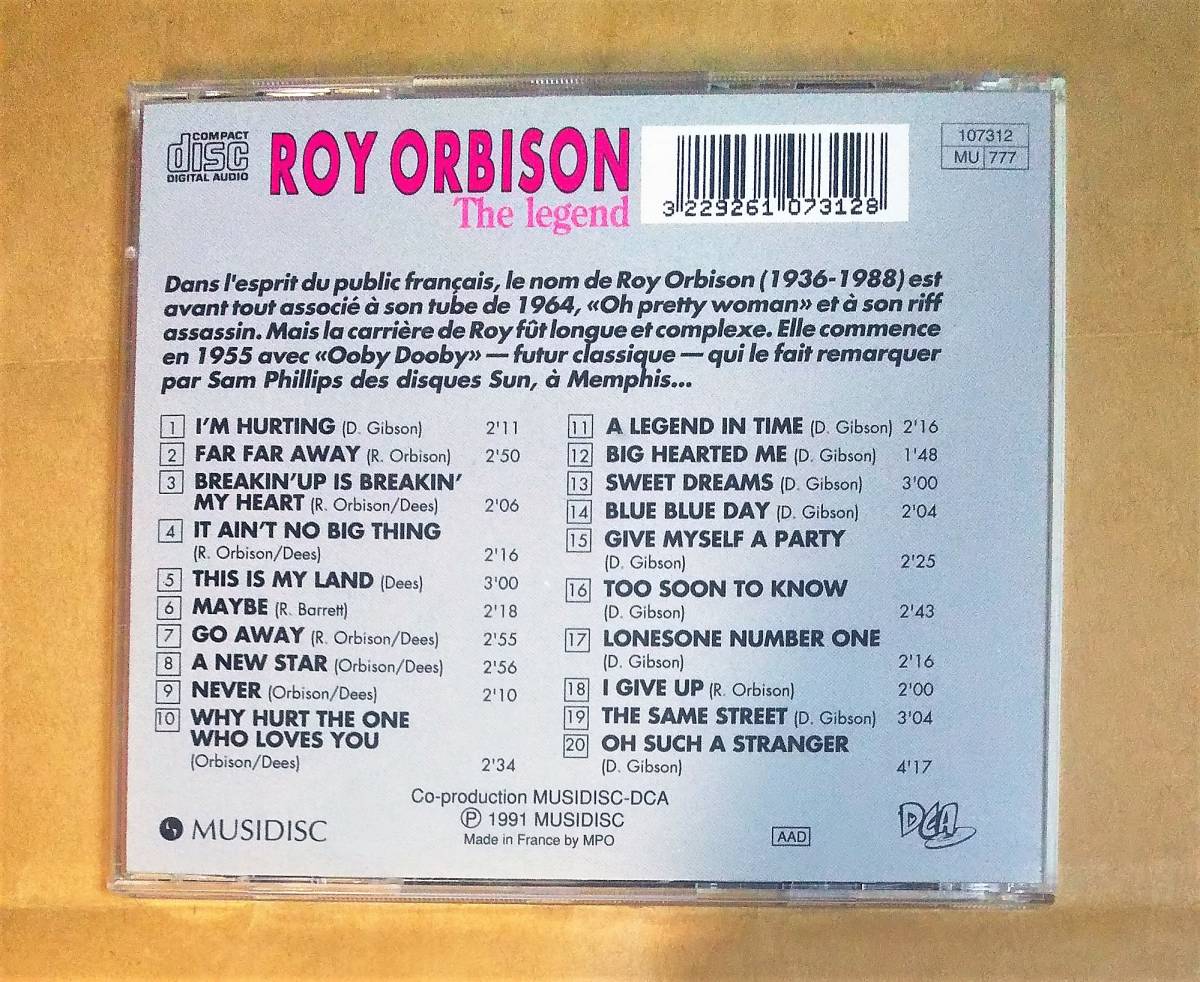 COMPACT
disc
DIGITAL AUDIO
ROY ORBISON
The legend
3 229261 073128
107312
MU 777
Dans l'esprit du public français, le nom de Roy Orbison (1936-1988) est
avant tout associé à son tube de 1964, «Oh pretty woman» et à son riff
assassin. Mais la carrière de Roy fût longue et complexe. Elle commence
en 1955 avec «Ooby Dooby» — futur classique — qui le fait remarquer
par Sam Phillips des disques Sun, à Memphis...
1 I'M HURTING (D. Gibson) 2'11
2 FAR FAR AWAY (R. Orbison) 2'50
3 BREAKIN'UP IS BREAKIN'
MY HEART (R. Orbison/Dees) 2'06
4 IT AIN'T NO BIG THING
(R. Orbison/Dees) 2'16
5 THIS IS MY LAND (Dees) 3'00
6 MAYBE (R. Barrett) 2'18
7 GO AWAY (R. Orbison/Dees) 2'55
8 A NEW STAR (Orbison/Dees) 2'56
9 NEVER (Orbison/Dees) 2'10
10 WHY HURT THE ONE
WHO LOVES YOU
(Orbison/Dees) 2'34
11 A LEGEND IN TIME (D. Gibson) 2'16
12 BIG HEARTED ME (D. Gibson) 1'48
13 SWEET DREAMS (D. Gibson) 3'00
14 BLUE BLUE DAY (D. Gibson) 2'04
15 GIVE MYSELF A PARTY
(D. Gibson) 2'25
16 TOO SOON TO KNOW
(D. Gibson) 2'43
17 LONESONE NUMBER ONE
(D. Gibson) 2'16
18 I GIVE UP (R. Orbison) 2'00
19 THE SAME STREET (D. Gibson) 3'04
20 OH SUCH A STRANGER
(D. Gibson) 4'17
Co-production MUSIDISC-DCA
℗ 1991 MUSIDISC
Made in France by MPO
MUSIDISC
AAD
DCA